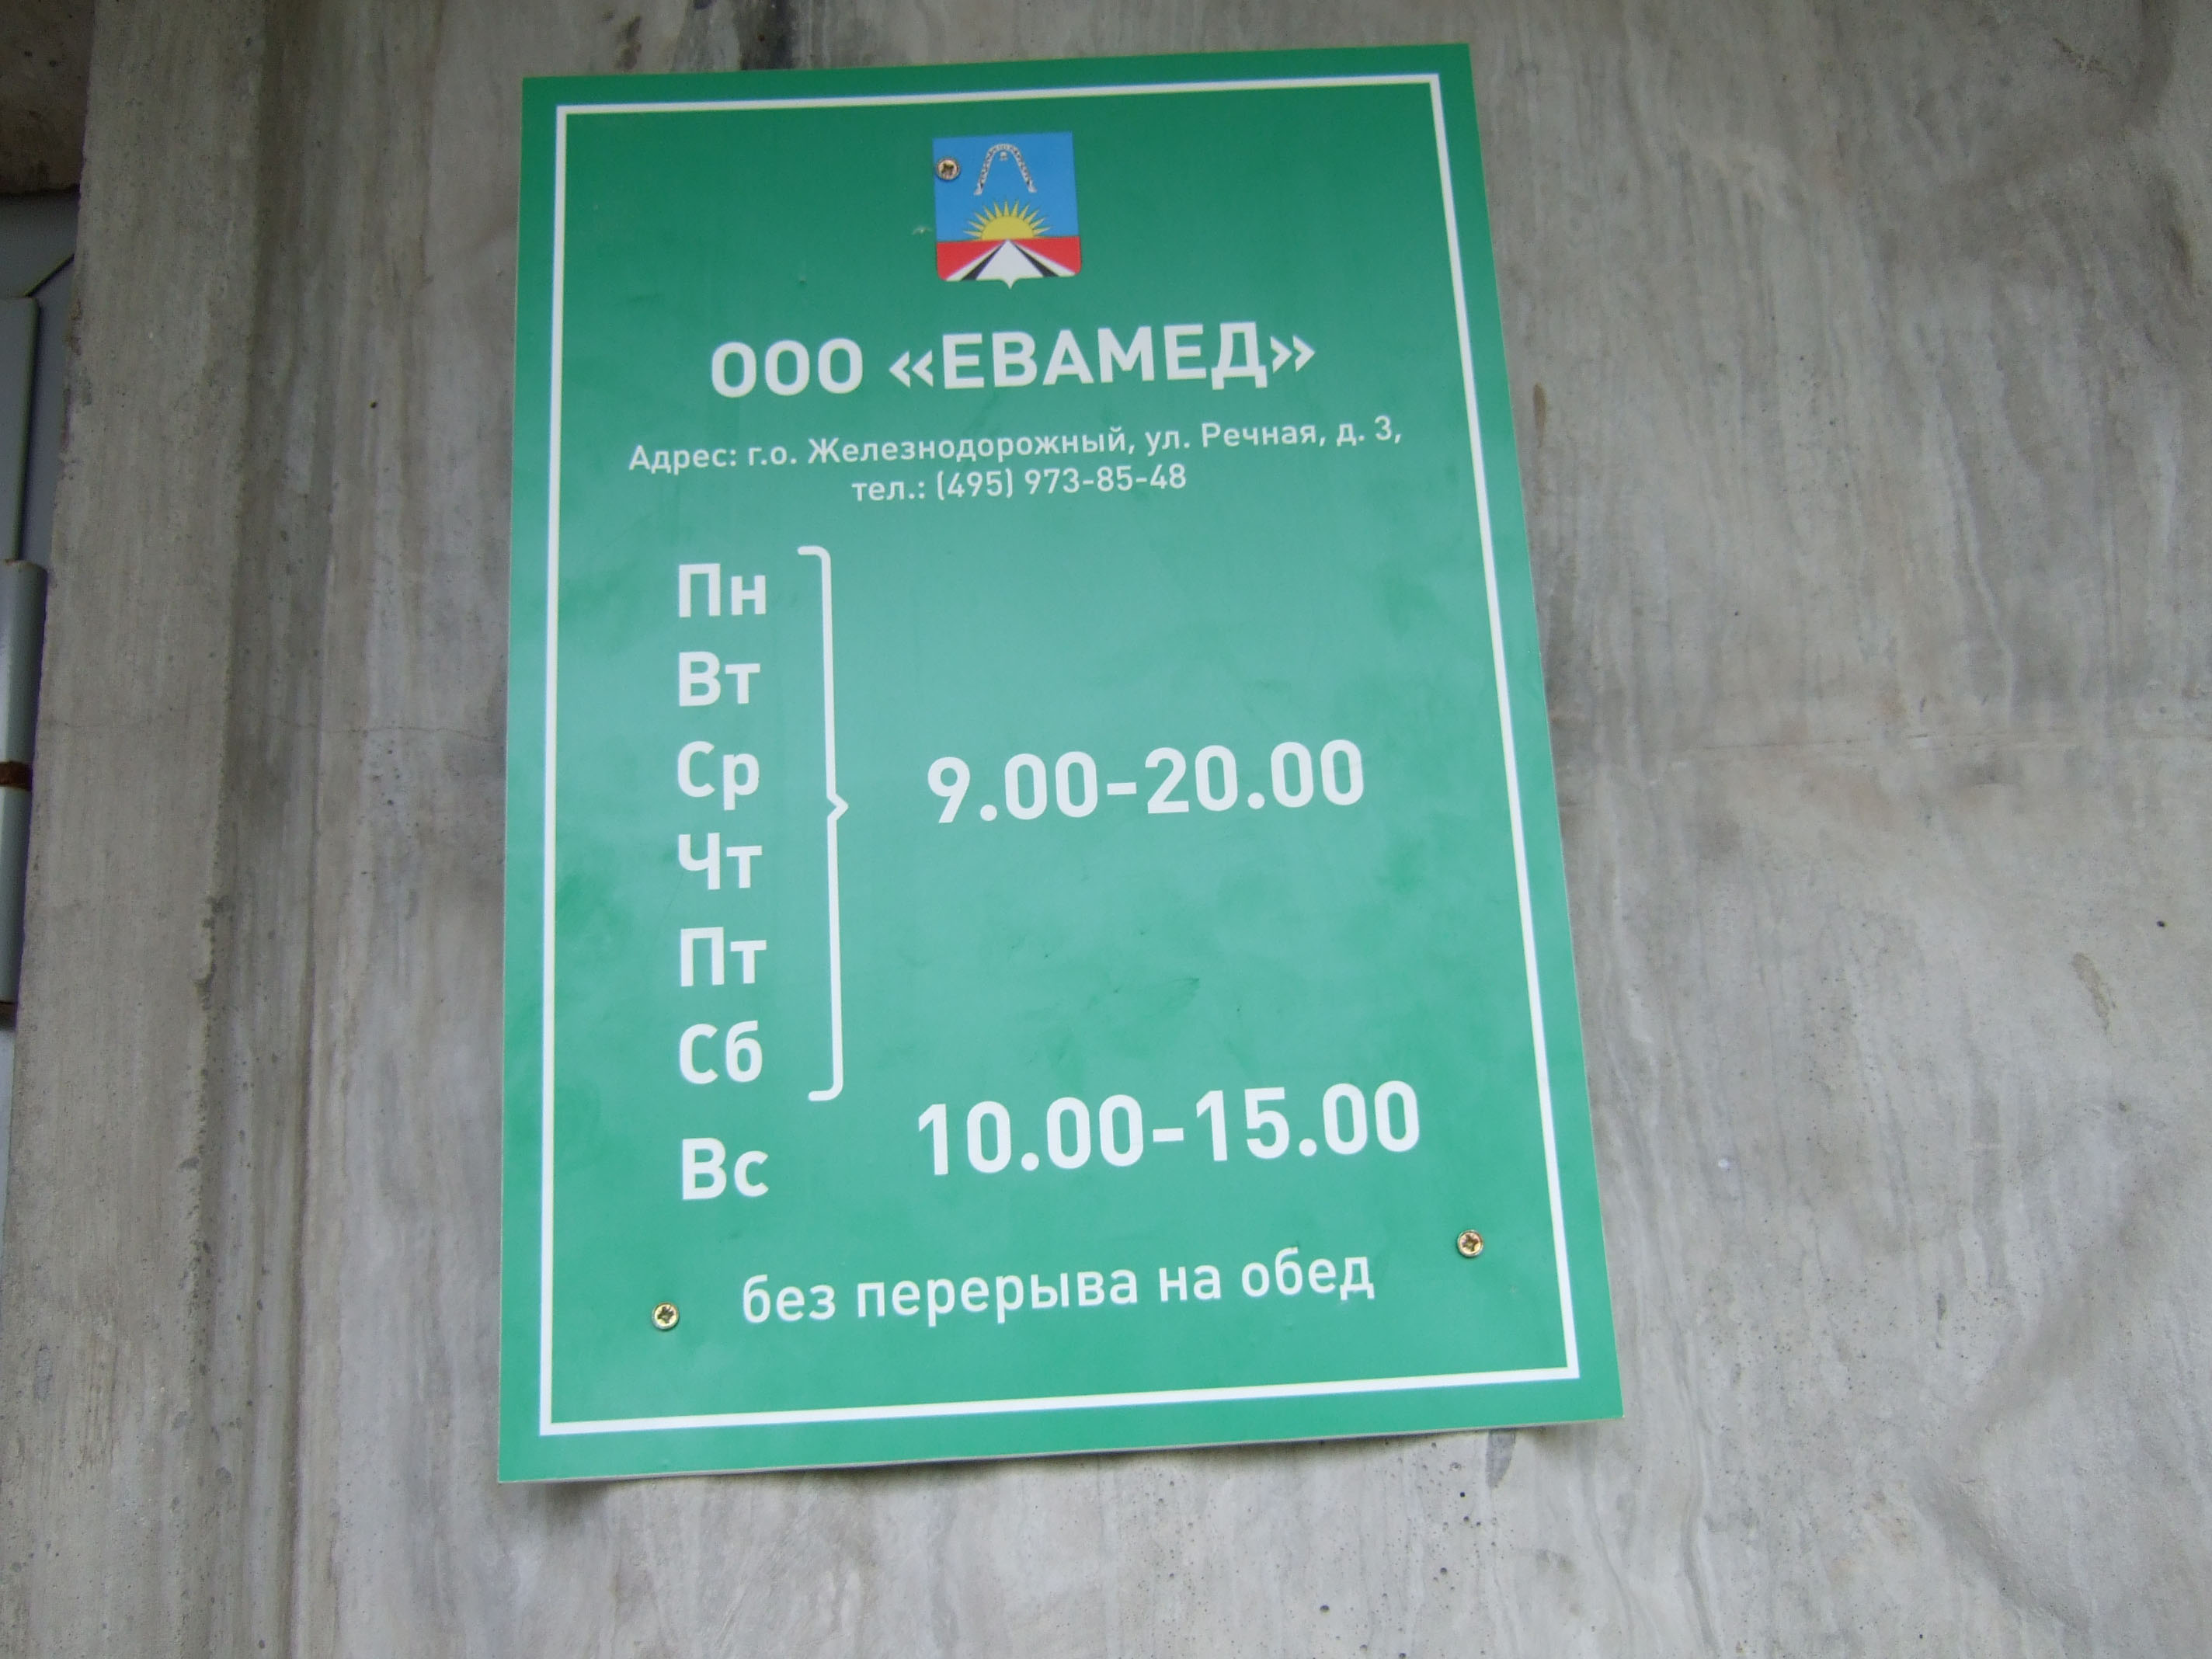 ООО «ЕВАМЕД»
Адрес: г.о. Железнодорожный, ул. Речная, д. 3,
тел.: (495) 973-85-48
Пн
Вт
Ср
Чт
Пт
Сб
9.00-20.00
Вс 10.00-15.00
без перерыва на обед